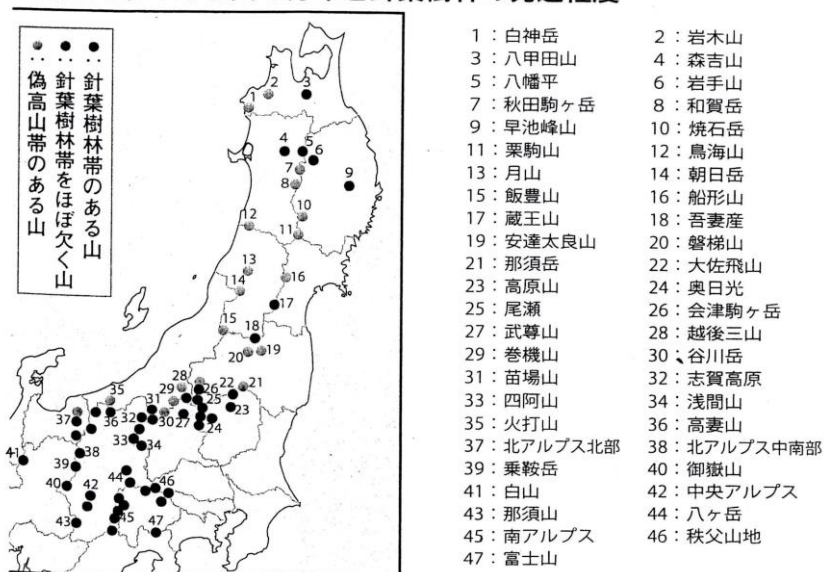 ●：針葉樹林帯のある山
●：針葉樹林帯をほぼ欠く山
●：偽高山帯のある山
1
2
3
4
5
6
7
8
9
10
11
12
13
14
15
16
17
18
20
19
28
22
21
35
31
29
26
25
23
37
36
32
30
27
24
33
34
41
38
39
44
46
40
42
43
45
47
1：白神岳 2：岩木山
3：八甲田山 4：森吉山
5：八幡平 6：岩手山
7：秋田駒ヶ岳 8：和賀岳
9：早池峰山 10：焼石岳
11：栗駒山 12：鳥海山
13：月山 14：朝日岳
15：飯豊山 16：船形山
17：蔵王山 18：吾妻産
19：安達太良山 20：磐梯山
21：那須岳 22：大佐飛山
23：高原山 24：奥日光
25：尾瀬 26：会津駒ヶ岳
27：武尊山 28：越後三山
29：巻機山 30：谷川岳
31：苗場山 32：志賀高原
33：四阿山 34：浅間山
35：火打山 36：高妻山
37：北アルプス北部 38：北アルプス中南部
39：乗鞍岳 40：御嶽山
41：白山 42：中央アルプス
43：那須山 44：八ヶ岳
45：南アルプス 46：秩父山地
47：富士山